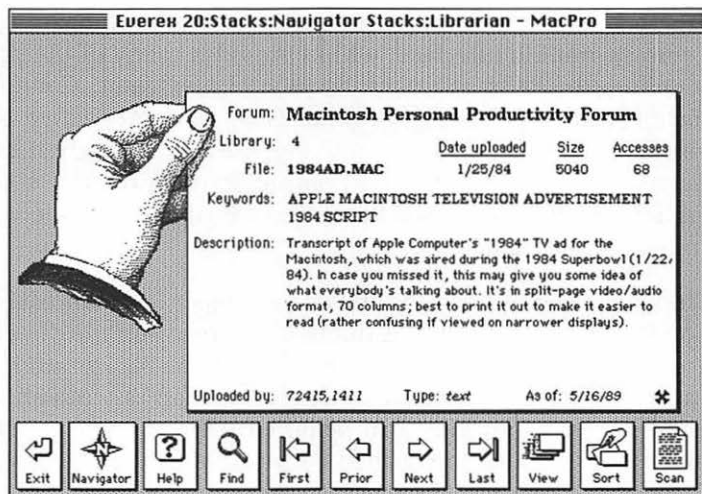 Everex 20:Stacks:Navigator Stacks:Librarian - MacPro
Forum: Macintosh Personal Productivity Forum
Library: 4
Date uploaded Size Accesses
File: 1984AD.MAC 1/25/84 5040 68
Keywords: APPLE MACINTOSH TELEVISION ADVERTISEMENT
1984 SCRIPT
Description: Transcript of Apple Computer's "1984" TV ad for the
Macintosh, which was aired during the 1984 Superbowl (1/22/
84). In case you missed it, this may give you some idea of
what everybody's talking about. It's in split-page video/audio
format, 70 columns; best to print it out to make it easier to
read (rather confusing if viewed on narrower displays).
Uploaded by: 72415,1411 Type: text As of: 5/16/89
Exit Navigator Help Find First Prior Next Last View Sort Scan